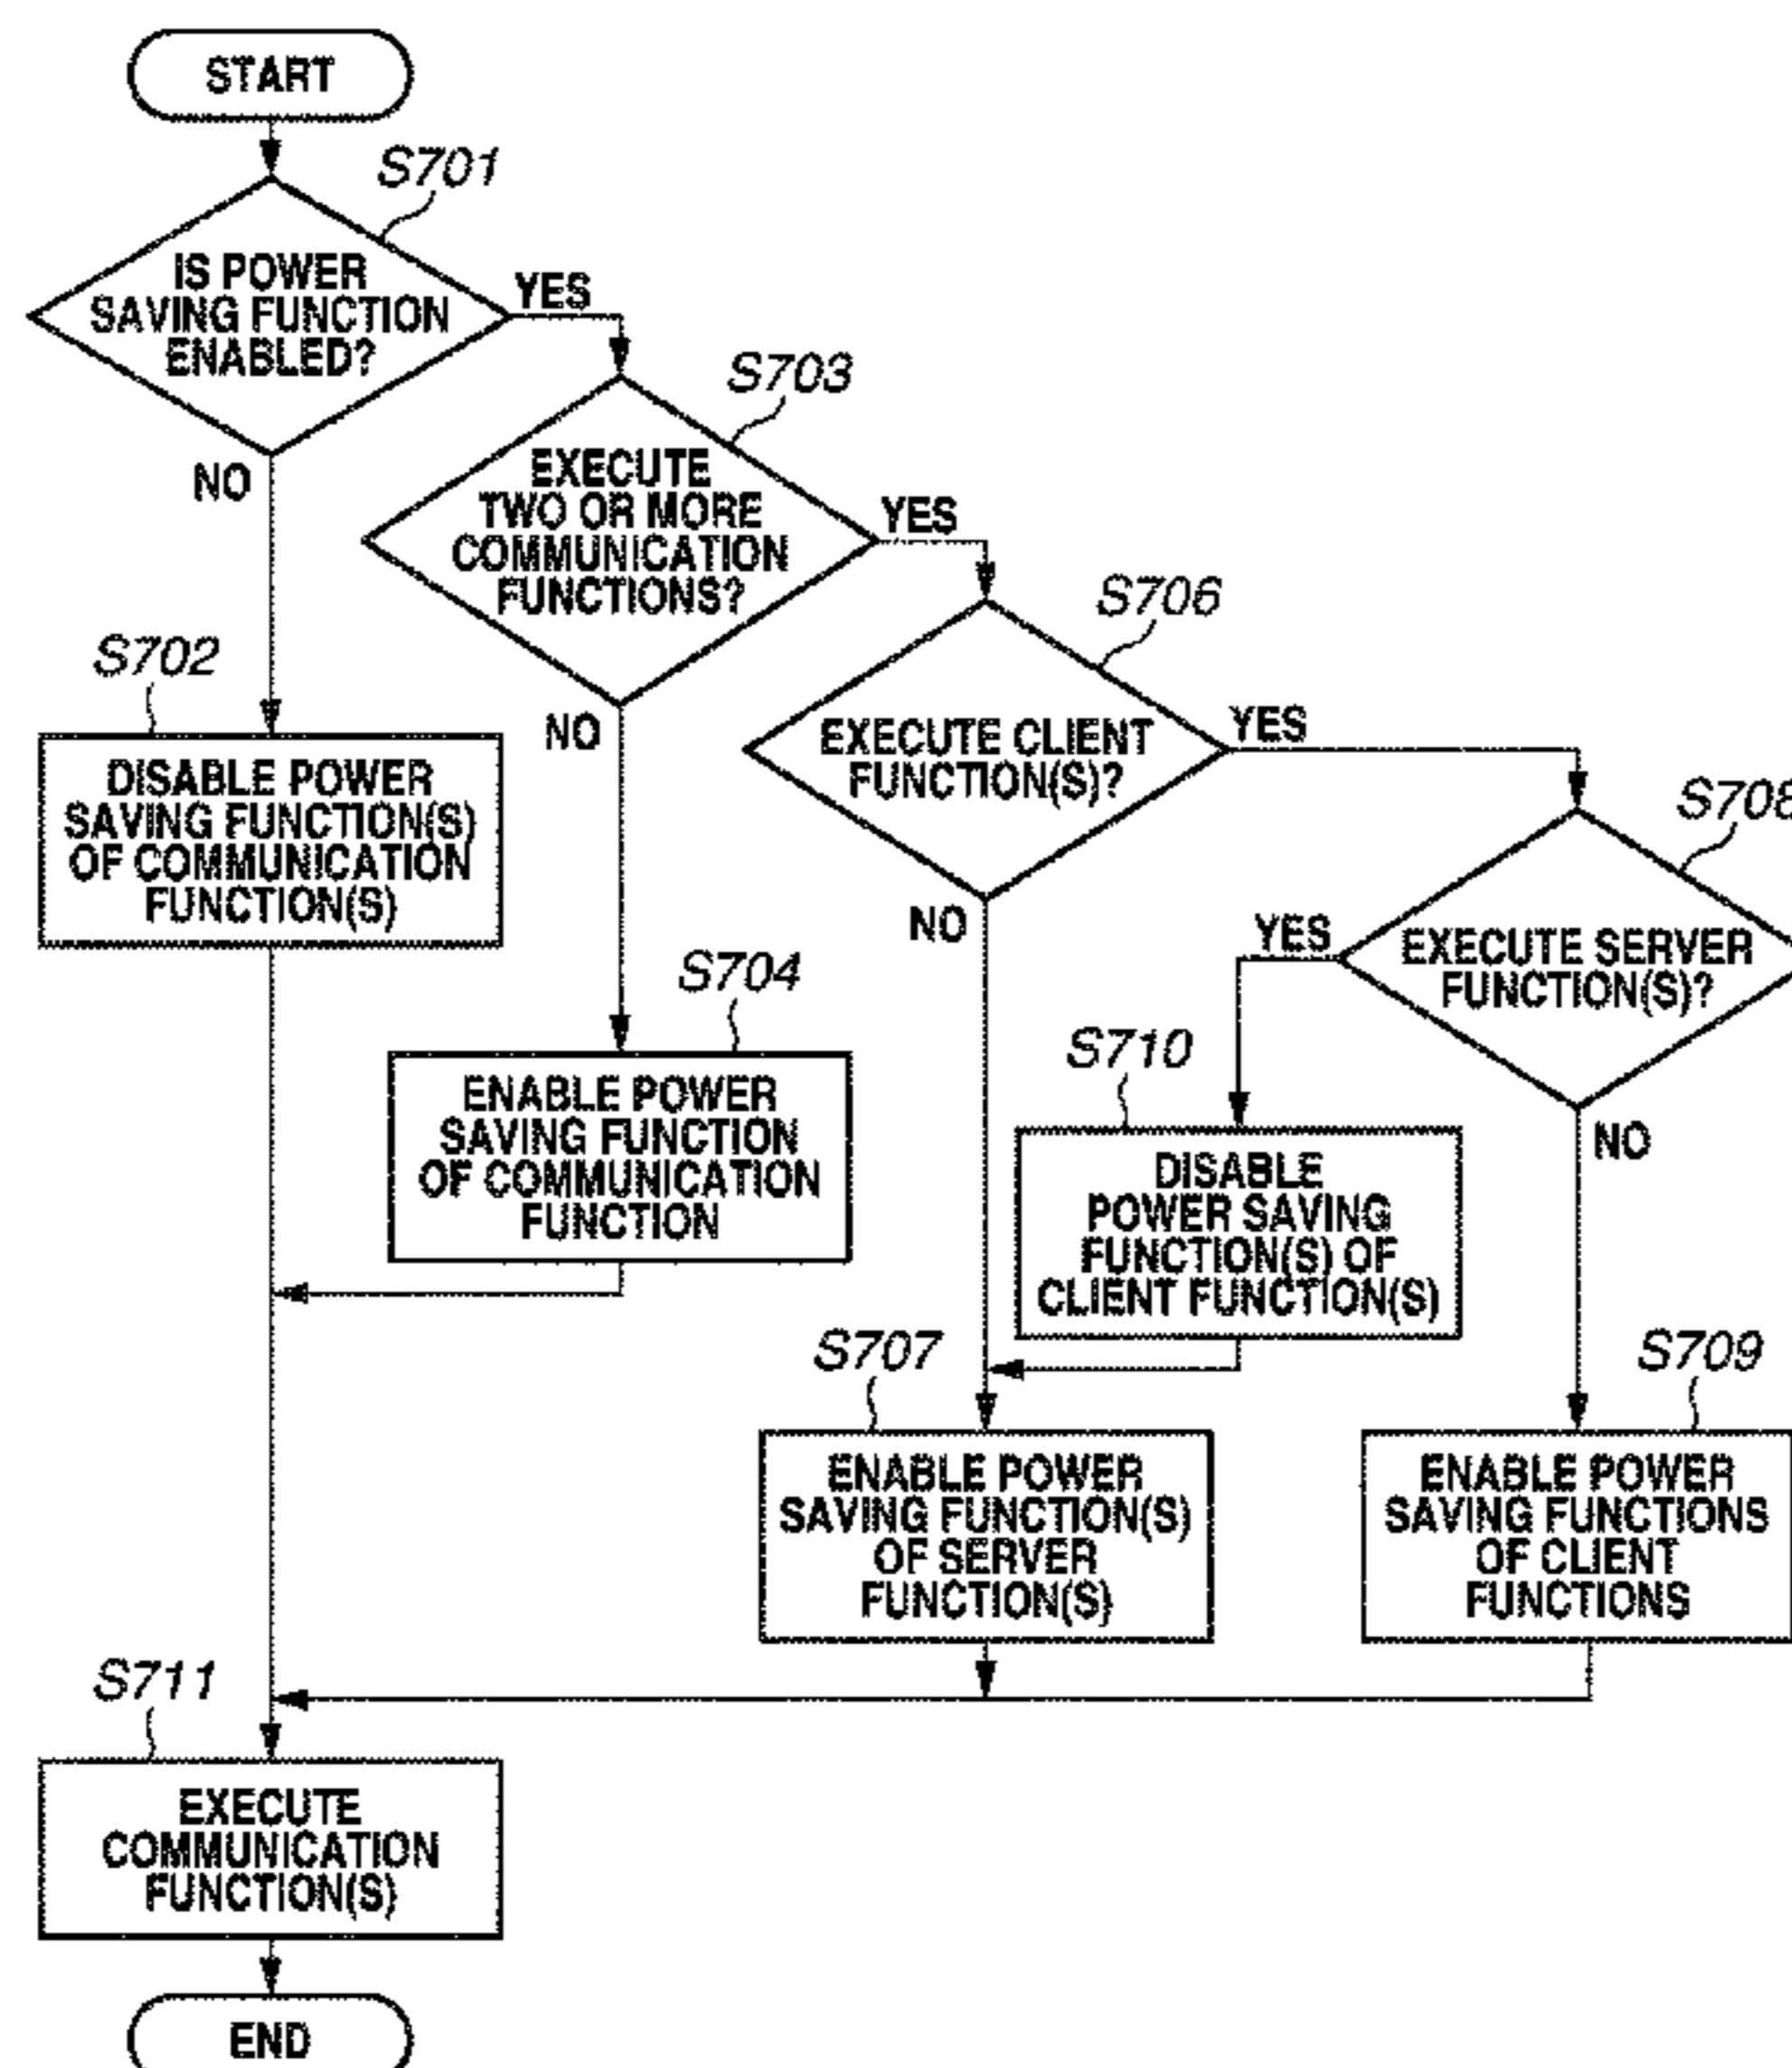 START
S701
IS POWER
SAVING FUNCTION
ENABLED?
YES
NO
S703
EXECUTE
TWO OR MORE
COMMUNICATION
FUNCTIONS?
YES
NO
S706
EXECUTE CLIENT
FUNCTION(S)?
YES
NO
S708
EXECUTE SERVER
FUNCTION(S)?
YES
NO
S702
DISABLE POWER
SAVING FUNCTION(S)
OF COMMUNICATION
FUNCTION(S)
S704
ENABLE POWER
SAVING FUNCTION
OF COMMUNICATION
FUNCTION
S710
DISABLE
POWER SAVING
FUNCTION(S) OF
CLIENT FUNCTION(S)
S707
ENABLE POWER
SAVING FUNCTION(S)
OF SERVER
FUNCTION(S)
S709
ENABLE POWER
SAVING FUNCTIONS
OF CLIENT
FUNCTIONS
S711
EXECUTE
COMMUNICATION
FUNCTION(S)
END